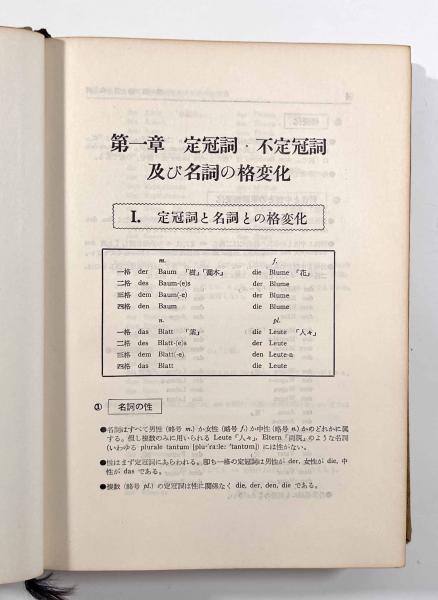 第一章 定冠詞・不定冠詞
及び名詞の格変化
I. 定冠詞と名詞との格変化
m. f.
一格 der Baum 「樹」「灌木」 die Blume 「花」
二格 des Baum-(e)s der Blume
三格 dem Baum(-e) der Blume
四格 den Baum die Blume
n. pl.
一格 das Blatt 「葉」 die Leute 「人々」
二格 des Blatt-(e)s der Leute
三格 dem Blatt(-e) den Leute-n
四格 das Blatt die Leute
① 名詞の性
●名詞はすべて男性（略号 m.）か女性（略号 f.）か中性（略号 n.）かのどれかに属
する。但し複数のみに用いられる Leute「人々」, Eltern「両親」のような名詞
（いわゆる plurale tantum [plu'ra:le: 'tantum]）には性がない。
●性はまず定冠詞にあらわれる。即ち一格の定冠詞は男性が der, 女性が die, 中
性が das である。
●複数（略号 pl.）の定冠詞は性に関係なく die, der, den, die である。